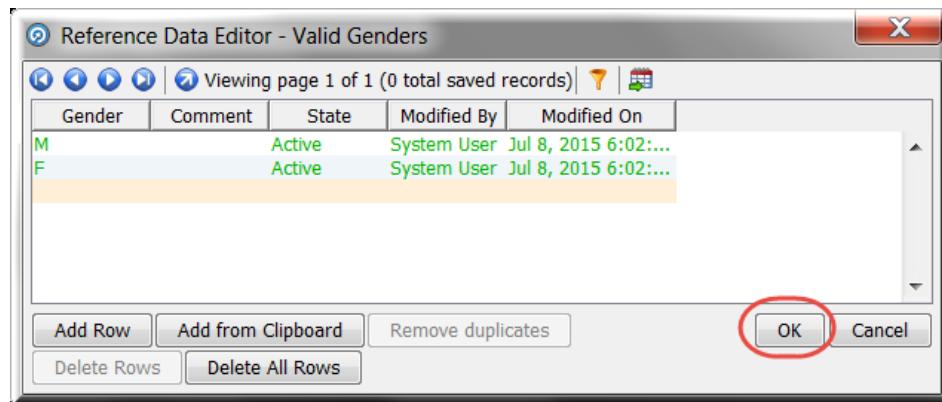 Reference Data Editor - Valid Genders
Viewing page 1 of 1 (0 total saved records)
Gender Comment State Modified By Modified On
M Active System User Jul 8, 2015 6:02:...
F Active System User Jul 8, 2015 6:02:...
Add Row Add from Clipboard Remove duplicates OK Cancel
Delete Rows Delete All Rows